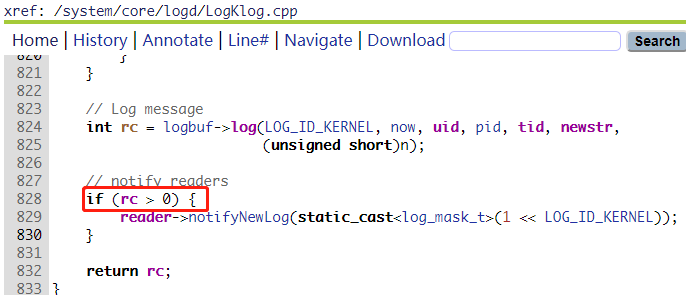 xref: /system/core/logd/LogKlog.cpp
Home | History | Annotate | Line# | Navigate | Download Search
820 }
821 }
822
823 // Log message
824 int rc = logbuf->log(LOG_ID_KERNEL, now, uid, pid, tid, newstr,
825 (unsigned short)n);
826
827 // notify readers
828 if (rc > 0) {
829 reader->notifyNewLog(static_cast<log_mask_t>(1 << LOG_ID_KERNEL));
830 }
831
832 return rc;
833 }